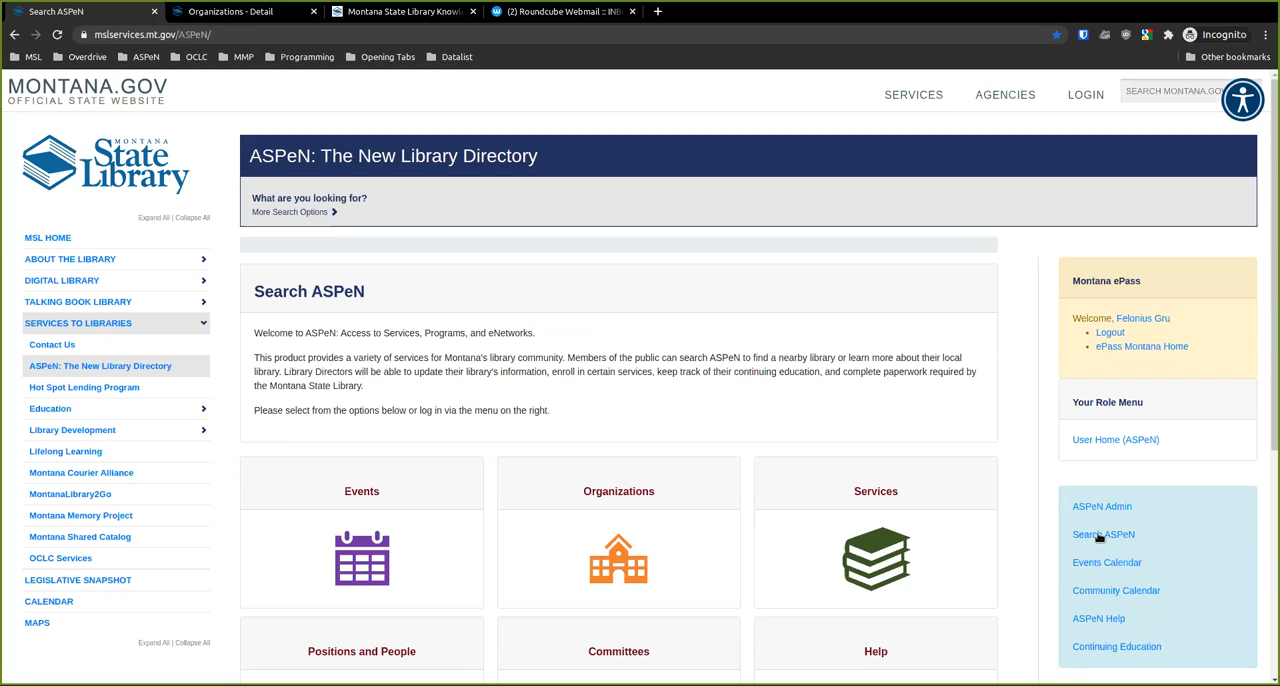 Search ASPeN
Organizations - Detail
Montana State Library Knowl
(2) Roundcube Webmail :: INB
mslservices.mt.gov/ASPeN/
Incognito
MSL
Overdrive
ASPeN
OCLC
MMP
Programming
Opening Tabs
Datalist
Other bookmarks
MONTANA.GOV
OFFICIAL STATE WEBSITE
SERVICES
AGENCIES
LOGIN
SEARCH MONTANA.GO
MONTANA
State
Library
Expand All | Collapse All
MSL HOME
ABOUT THE LIBRARY
DIGITAL LIBRARY
TALKING BOOK LIBRARY
SERVICES TO LIBRARIES
Contact Us
ASPeN: The New Library Directory
Hot Spot Lending Program
Education
Library Development
Lifelong Learning
Montana Courier Alliance
MontanaLibrary2Go
Montana Memory Project
Montana Shared Catalog
OCLC Services
LEGISLATIVE SNAPSHOT
CALENDAR
MAPS
Expand All | Collapse All
ASPeN: The New Library Directory
What are you looking for?
More Search Options
Search ASPeN
Welcome to ASPeN: Access to Services, Programs, and eNetworks.
This product provides a variety of services for Montana's library community. Members of the public can search ASPeN to find a nearby library or learn more about their local
library. Library Directors will be able to update their library's information, enroll in certain services, keep track of their continuing education, and complete paperwork required by
the Montana State Library.
Please select from the options below or log in via the menu on the right.
Events
Organizations
Services
Positions and People
Committees
Help
Montana ePass
Welcome, Felonius Gru
Logout
ePass Montana Home
Your Role Menu
User Home (ASPeN)
ASPeN Admin
Search ASPeN
Events Calendar
Community Calendar
ASPeN Help
Continuing Education